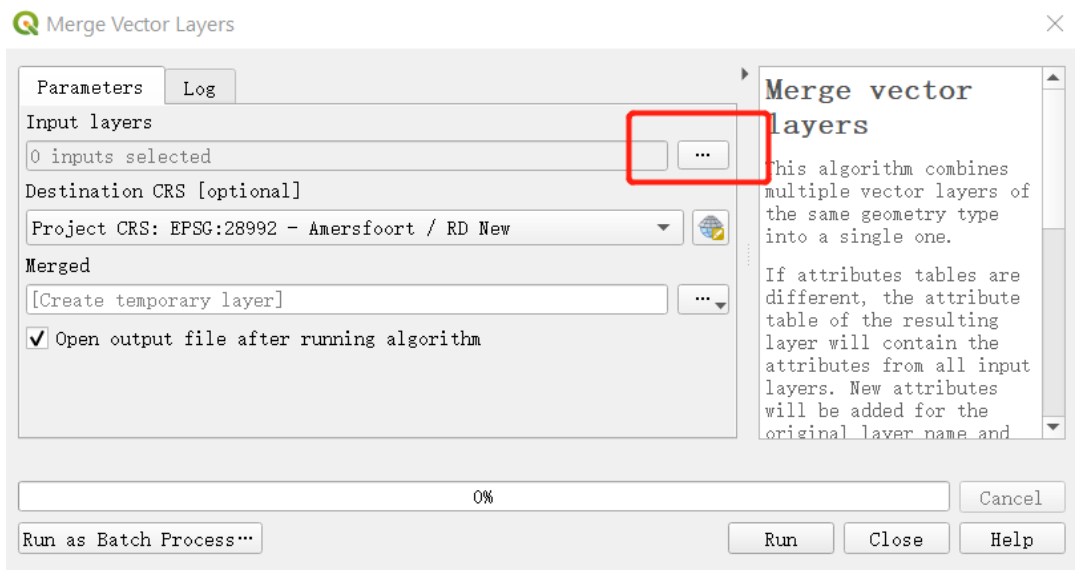 Merge Vector Layers
Parameters
Log
Input layers
0 inputs selected
...
Destination CRS [optional]
Project CRS: EPSG:28992 - Amersfoort / RD New
Merged
[Create temporary layer]
...
Open output file after running algorithm
Merge vector
layers
This algorithm combines
multiple vector layers of
the same geometry type
into a single one.
If attributes tables are
different, the attribute
table of the resulting
layer will contain the
attributes from all input
layers. New attributes
will be added for the
original layer name and
0%
Cancel
Run as Batch Process…
Run
Close
Help